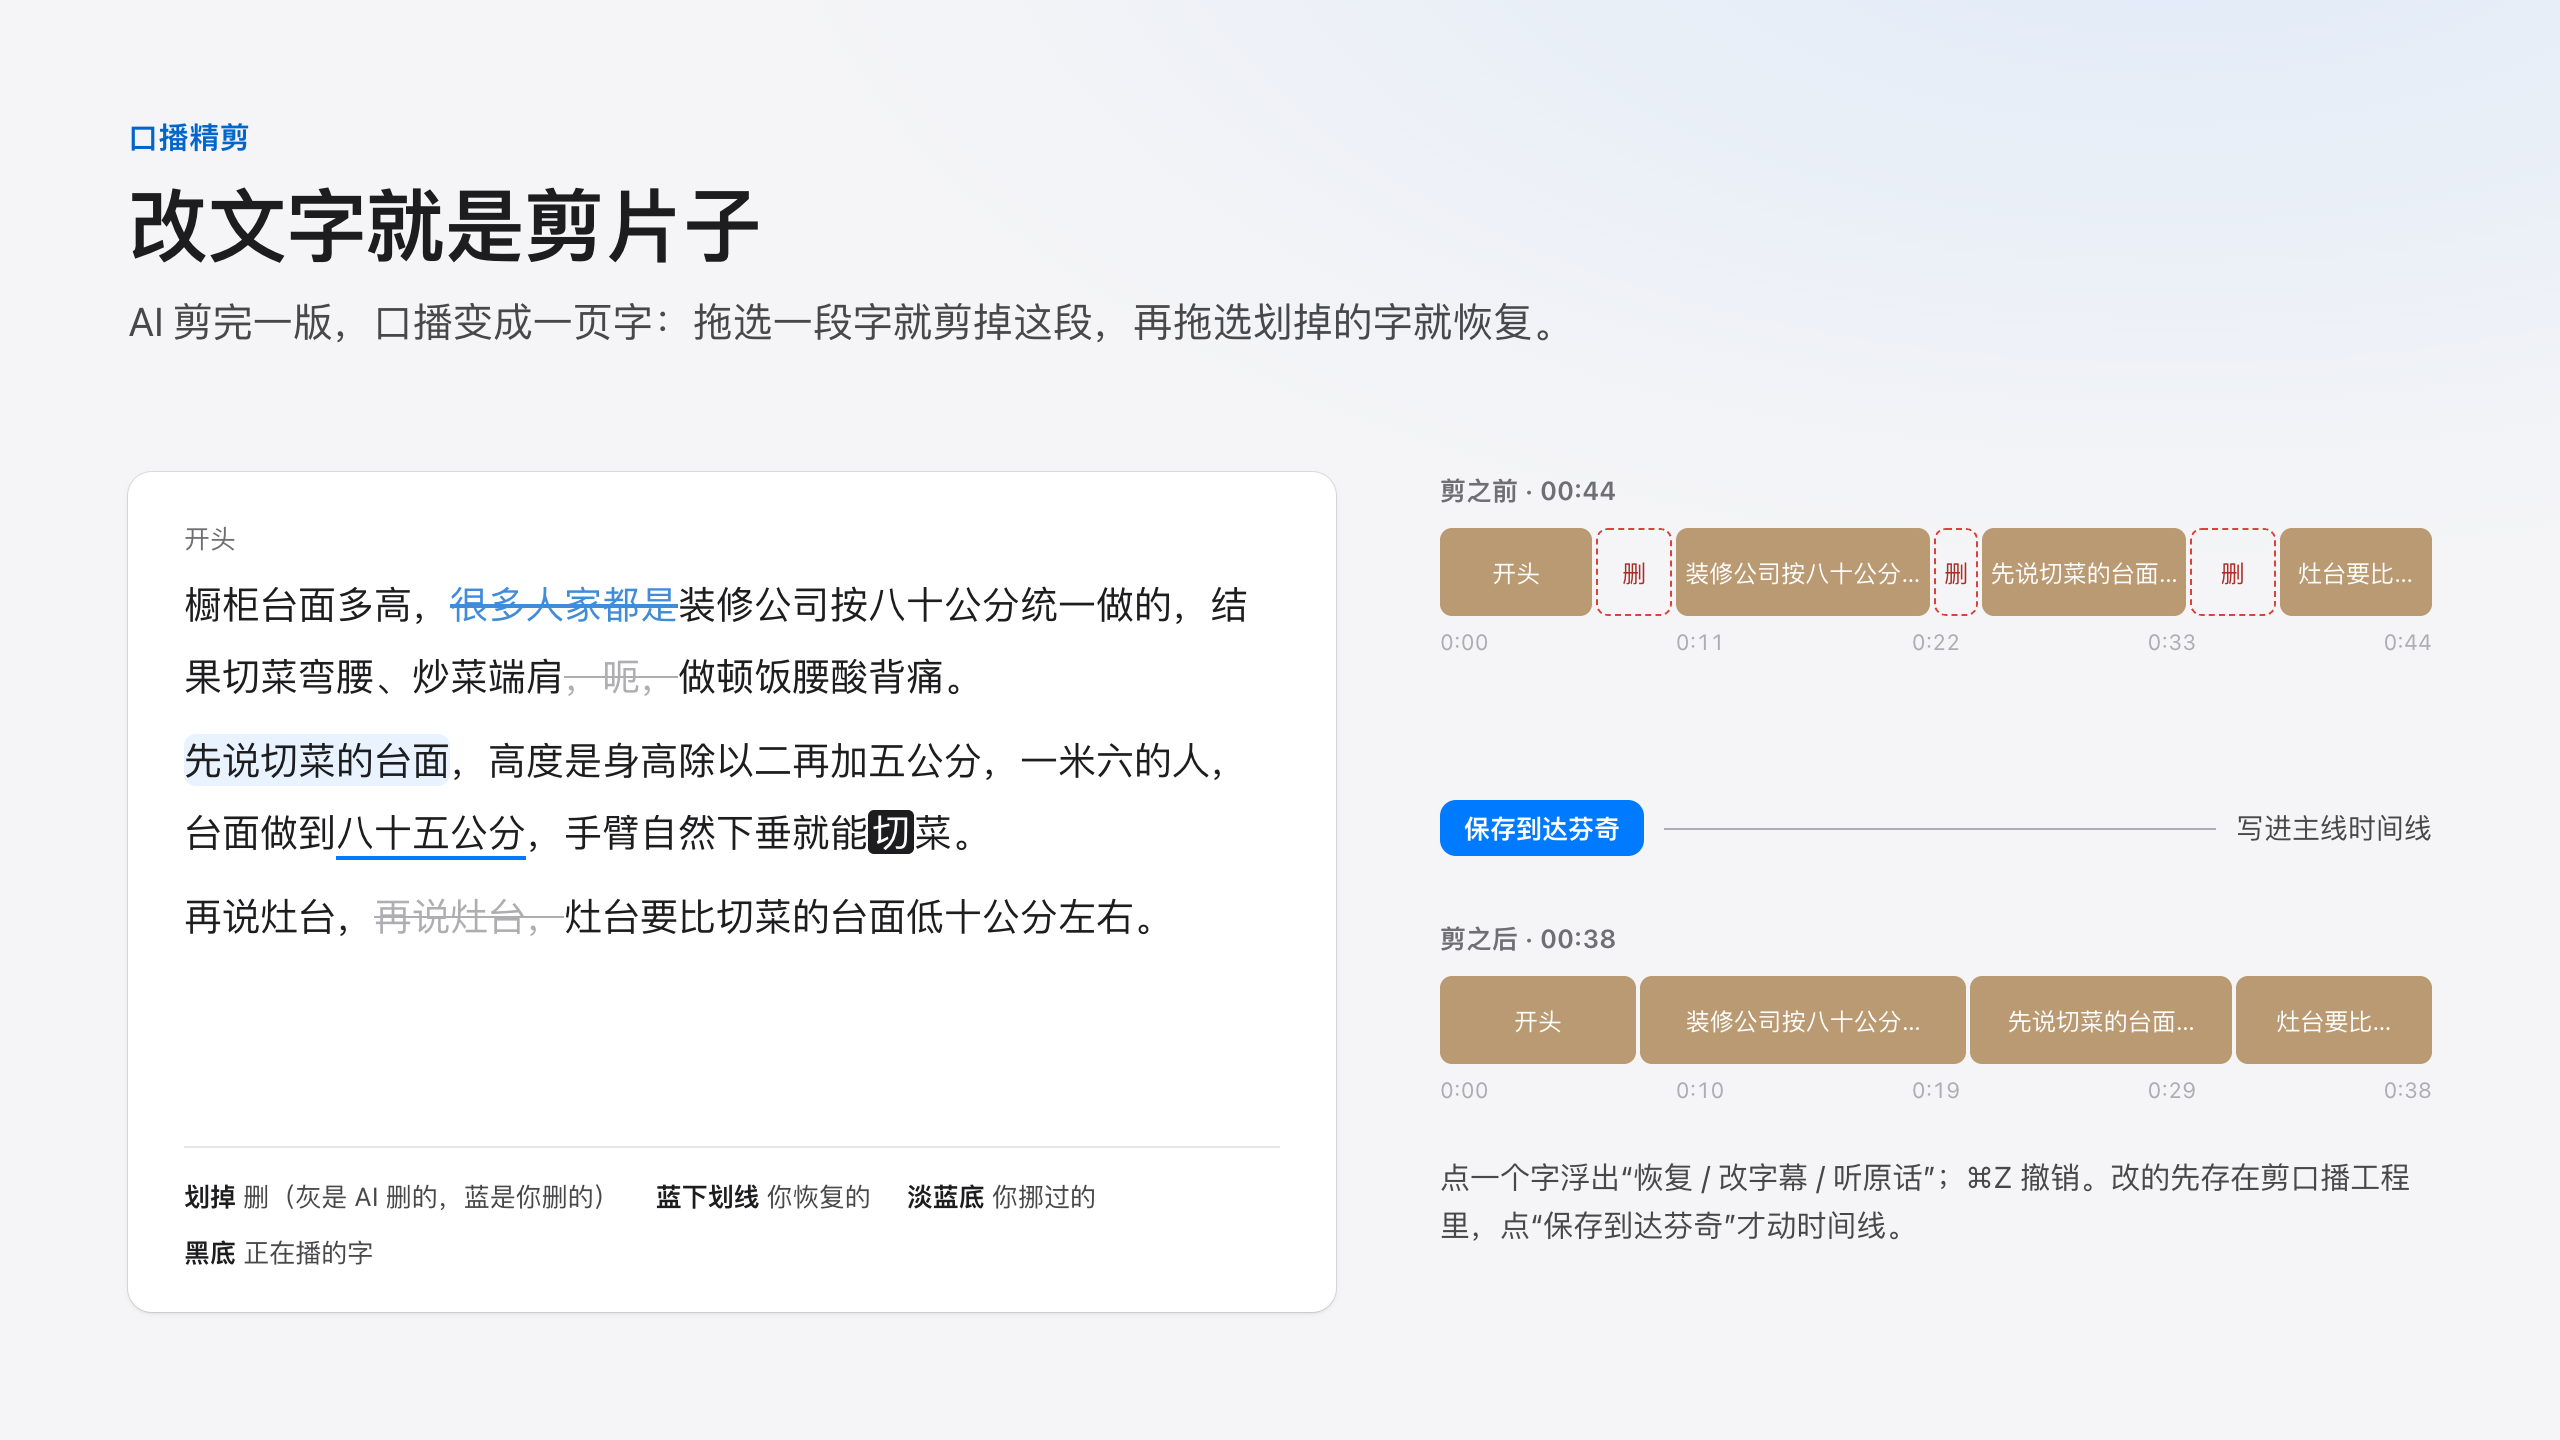 口播精剪
改文字就是剪片子
AI 剪完一版，口播变成一页字：拖选一段字就剪掉这段，再拖选划掉的字就恢复。
开头
橱柜台面多高，很多人家都是装修公司按八十公分统一做的，结
果切菜弯腰、炒菜端肩，呃，做顿饭腰酸背痛。
先说切菜的台面，高度是身高除以二再加五公分，一米六的人，
台面做到八十五公分，手臂自然下垂就能切菜。
再说灶台，再说灶台，灶台要比切菜的台面低十公分左右。
划掉 删（灰是 AI 删的，蓝是你删的） 蓝下划线 你恢复的 淡蓝底 你挪过的
黑底 正在播的字
剪之前 · 00:44
开头 删 装修公司按八十公分... 删 先说切菜的台面... 删 灶台要比...
0:00 0:11 0:22 0:33 0:44
保存到达芬奇 写进主线时间线
剪之后 · 00:38
开头 装修公司按八十公分... 先说切菜的台面... 灶台要比...
0:00 0:10 0:19 0:29 0:38
点一个字浮出“恢复 / 改字幕 / 听原话”；⌘Z 撤销。改的先存在剪口播工程
里，点“保存到达芬奇”才动时间线。